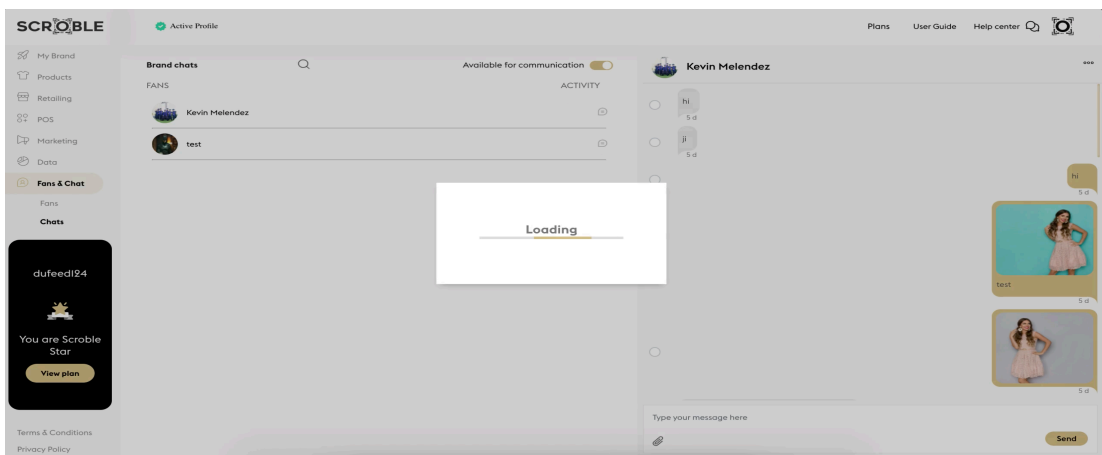 SCROBLE
Active Profile
Plans
User Guide
Help center
My Brand
Products
Retailing
POS
Marketing
Data
Fans & Chat
Fans
Chats
dufeed124
You are Scroble
Star
View plan
Terms & Conditions
Privacy Policy
Brand chats
Available for communication
FANS
ACTIVITY
Kevin Melendez
test
Loading
Kevin Melendez
hi
5 d
ji
5 d
hi
5 d
test
5 d
5 d
Type your message here
Send